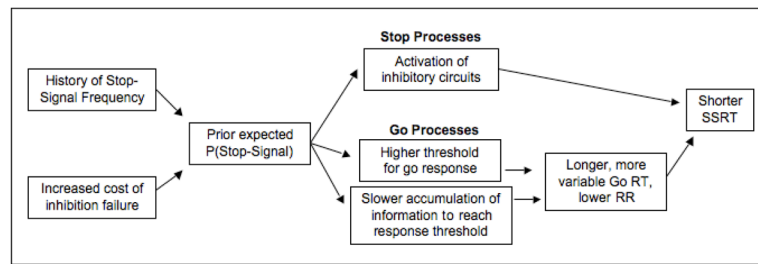 Stop Processes
Activation of
inhibitory circuits
History of Stop-
Signal Frequency
Shorter
SSRT
Prior expected
P(Stop-Signal)
Go Processes
Higher threshold
for go response
Longer, more
variable Go RT,
lower RR
Increased cost of
inhibition failure
Slower accumulation of
information to reach
response threshold